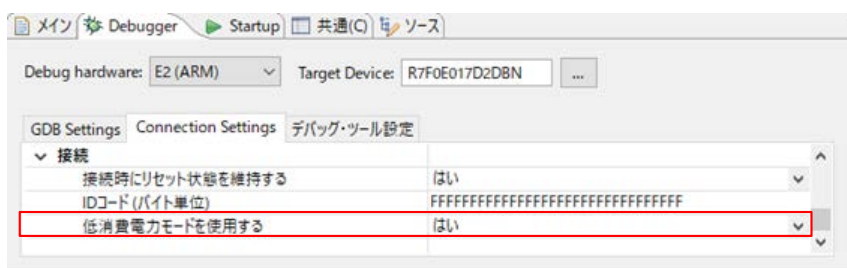 メイン Debugger Startup 共通(C) ソース
Debug hardware: E2 (ARM) Target Device: R7F0E017D2DBN ...
GDB Settings Connection Settings デバッグ・ツール設定
接続
接続時にリセット状態を維持する はい
IDコード(バイト単位) FFFFFFFFFFFFFFFFFFFFFFFFFFFFFFFF
低消費電力モードを使用する はい